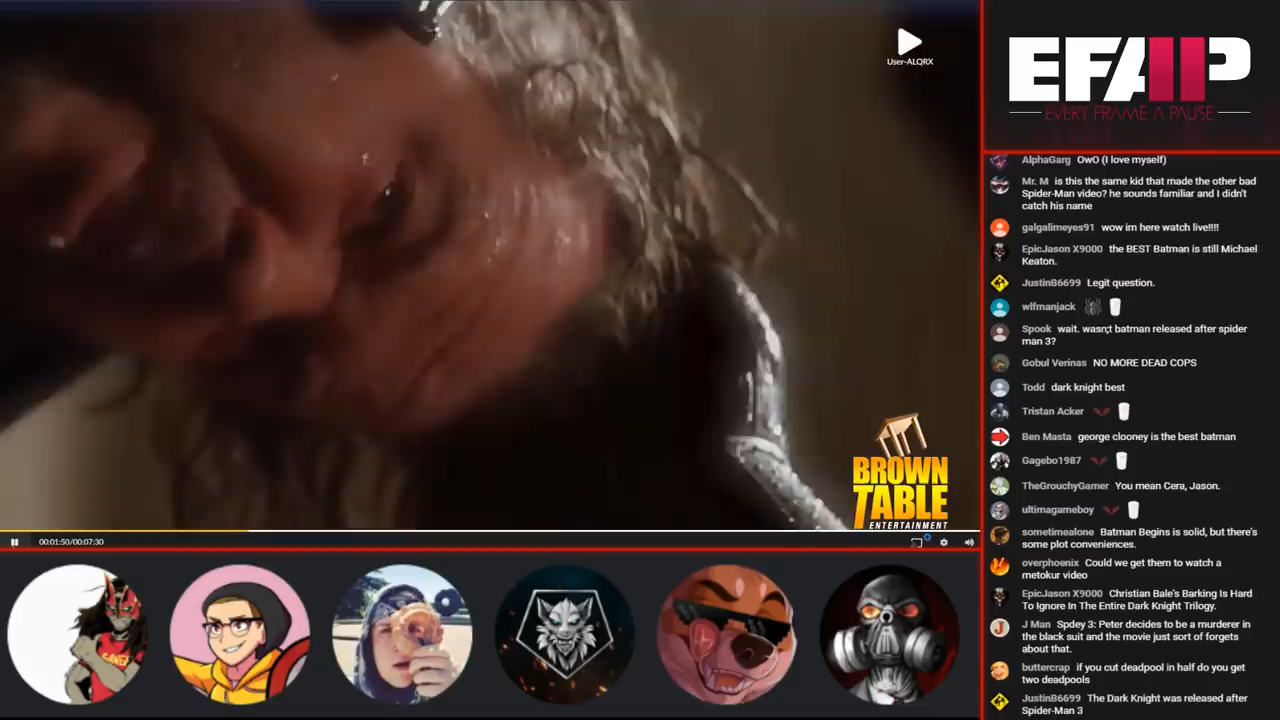 User-ALQRX
BROWN
TABLE
ENTERTAINMENT
00:01:50/00:07:30
EFAP
EVERY FRAME A PAUSE
AlphaGarg OwO (I love myself)
Mr. M is this the same kid that made the other bad
Spider-Man video? he sounds familiar and I didn't
catch his name
galgalimeyes91 wow im here watch live!!!!
EpicJason X9000 the BEST Batman is still Michael
Keaton.
JustinB6699 Legit question.
wlfmanjack
Spook wait. wasn;t batman released after spider
man 3?
Gobul Verinas NO MORE DEAD COPS
Todd dark knight best
Tristan Acker
Ben Masta george clooney is the best batman
Gagebo1987
TheGrouchyGamer You mean Cera, Jason.
ultimagameboy
sometimealone Batman Begins is solid, but there's
some plot conveniences.
overphoenix Could we get them to watch a
metokur video
EpicJason X9000 Christian Bale's Barking Is Hard
To Ignore In The Entire Dark Knight Trilogy.
J Man Spdey 3: Peter decides to be a murderer in
the black suit and the movie just sort of forgets
about that.
buttercrap if you cut deadpool in half do you get
two deadpools
JustinB6699 The Dark Knight was released after
Spider-Man 3